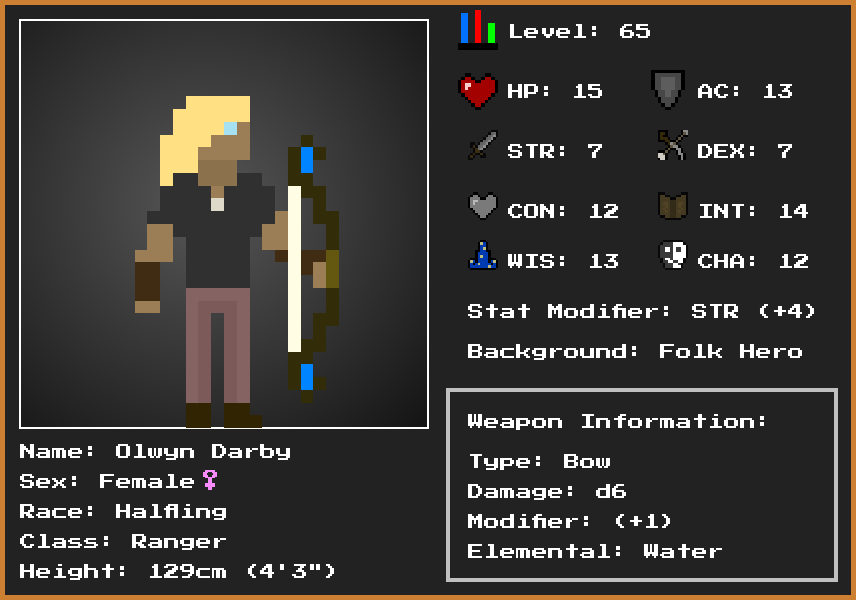 Level: 65
HP: 15
AC: 13
STR: 7
DEX: 7
CON: 12
INT: 14
WIS: 13
CHA: 12
Stat Modifier: STR (+4)
Background: Folk Hero
Weapon Information:
Type: Bow
Damage: d6
Modifier: (+1)
Elemental: Water
Name: Olwyn Darby
Sex: Female♀
Race: Halfling
Class: Ranger
Height: 129cm (4'3")